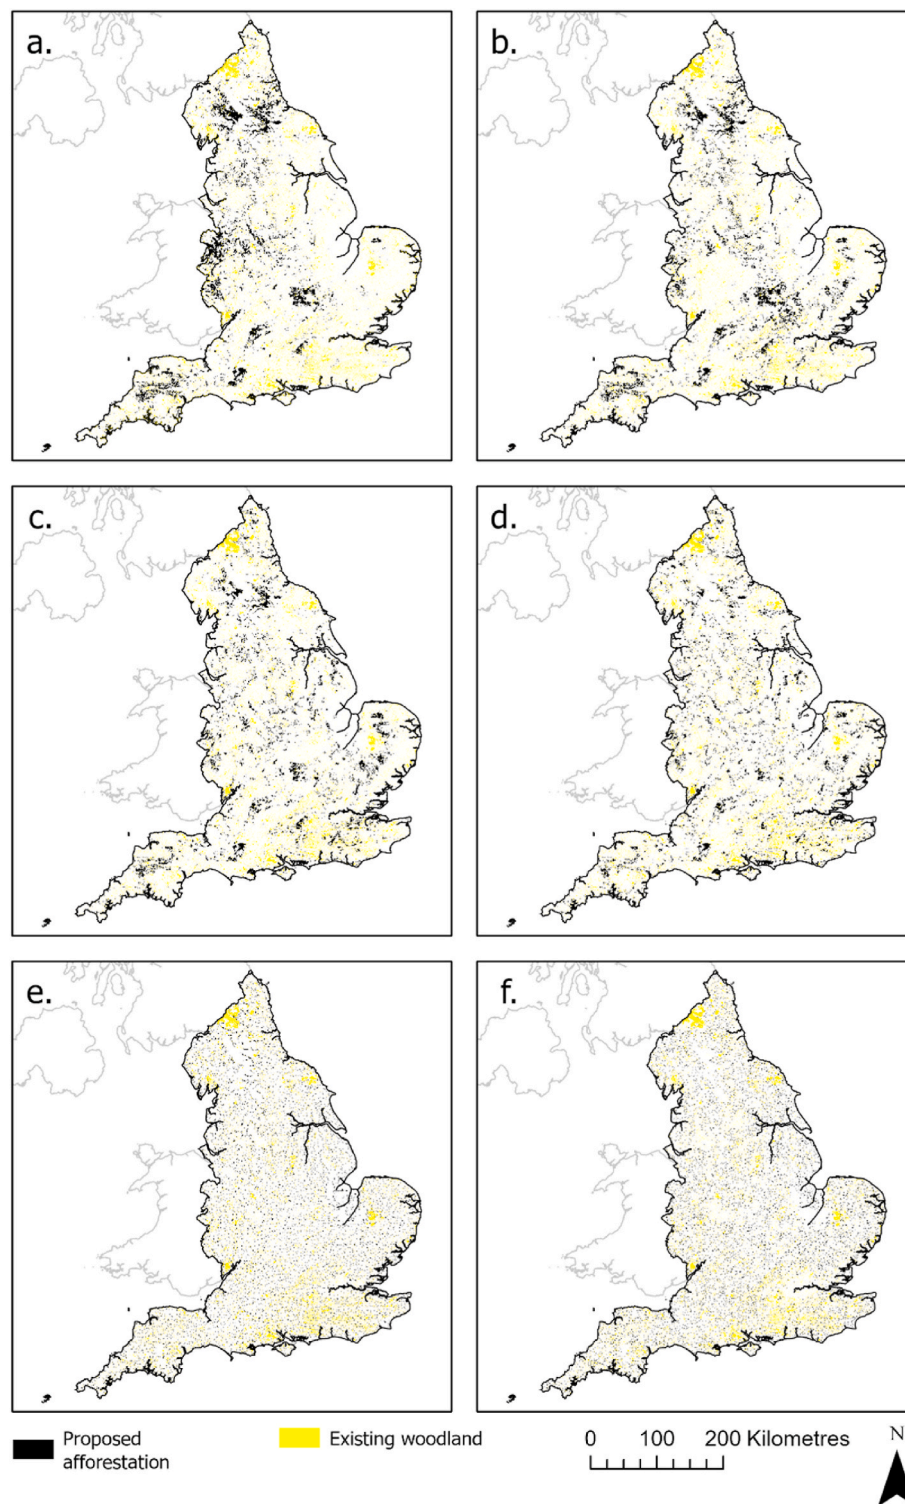 a.
b.
c.
d.
e.
f.
Proposed
afforestation
Existing woodland
0 100 200 Kilometres
N